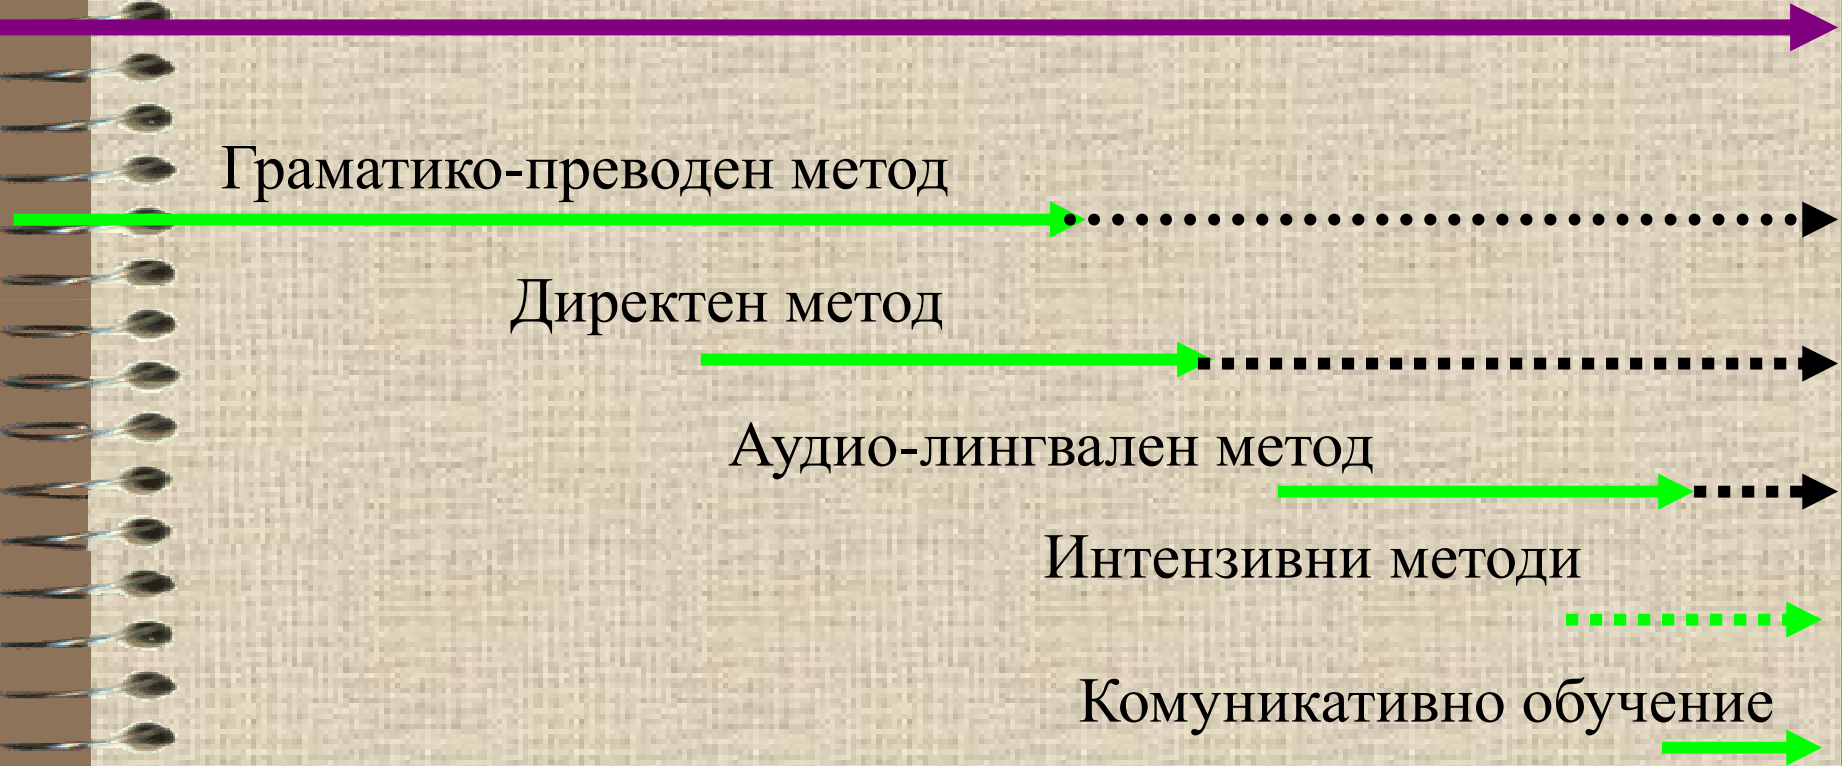 Граматико-преводен метод
Директен метод
Аудио-лингвален метод
Интензивни методи
Комуникативно обучение